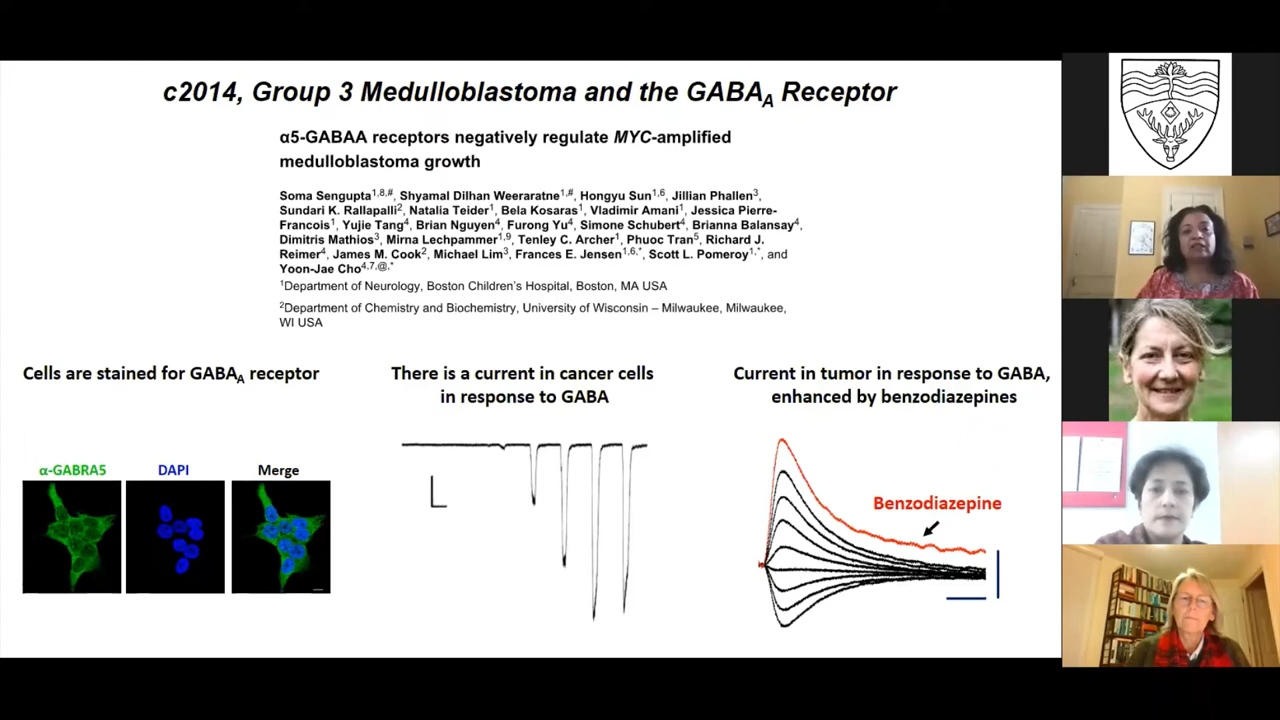 c2014, Group 3 Medulloblastoma and the GABAA Receptor
α5-GABAA receptors negatively regulate MYC-amplified
medulloblastoma growth
Soma Sengupta1,8,#, Shyamal Dilhan Weeraratne1,#, Hongyu Sun1,6, Jillian Phallen3,
Sundari K. Rallapalli2, Natalia Teider1, Bela Kosaras1, Vladimir Amani1, Jessica Pierre-
Francois1, Yujie Tang4, Brian Nguyen4, Furong Yu4, Simone Schubert4, Brianna Balansay4,
Dimitris Mathios3, Mirna Lechpammer1,9, Tenley C. Archer1, Phuoc Tran5, Richard J.
Reimer4, James M. Cook2, Michael Lim3, Frances E. Jensen1,6,*, Scott L. Pomeroy1,*, and
Yoon-Jae Cho4,7,@,*
1Department of Neurology, Boston Children's Hospital, Boston, MA USA
2Department of Chemistry and Biochemistry, University of Wisconsin – Milwaukee, Milwaukee,
WI USA
Cells are stained for GABAA receptor
α-GABRA5
DAPI
Merge
There is a current in cancer cells
in response to GABA
Current in tumor in response to GABA,
enhanced by benzodiazepines
Benzodiazepine